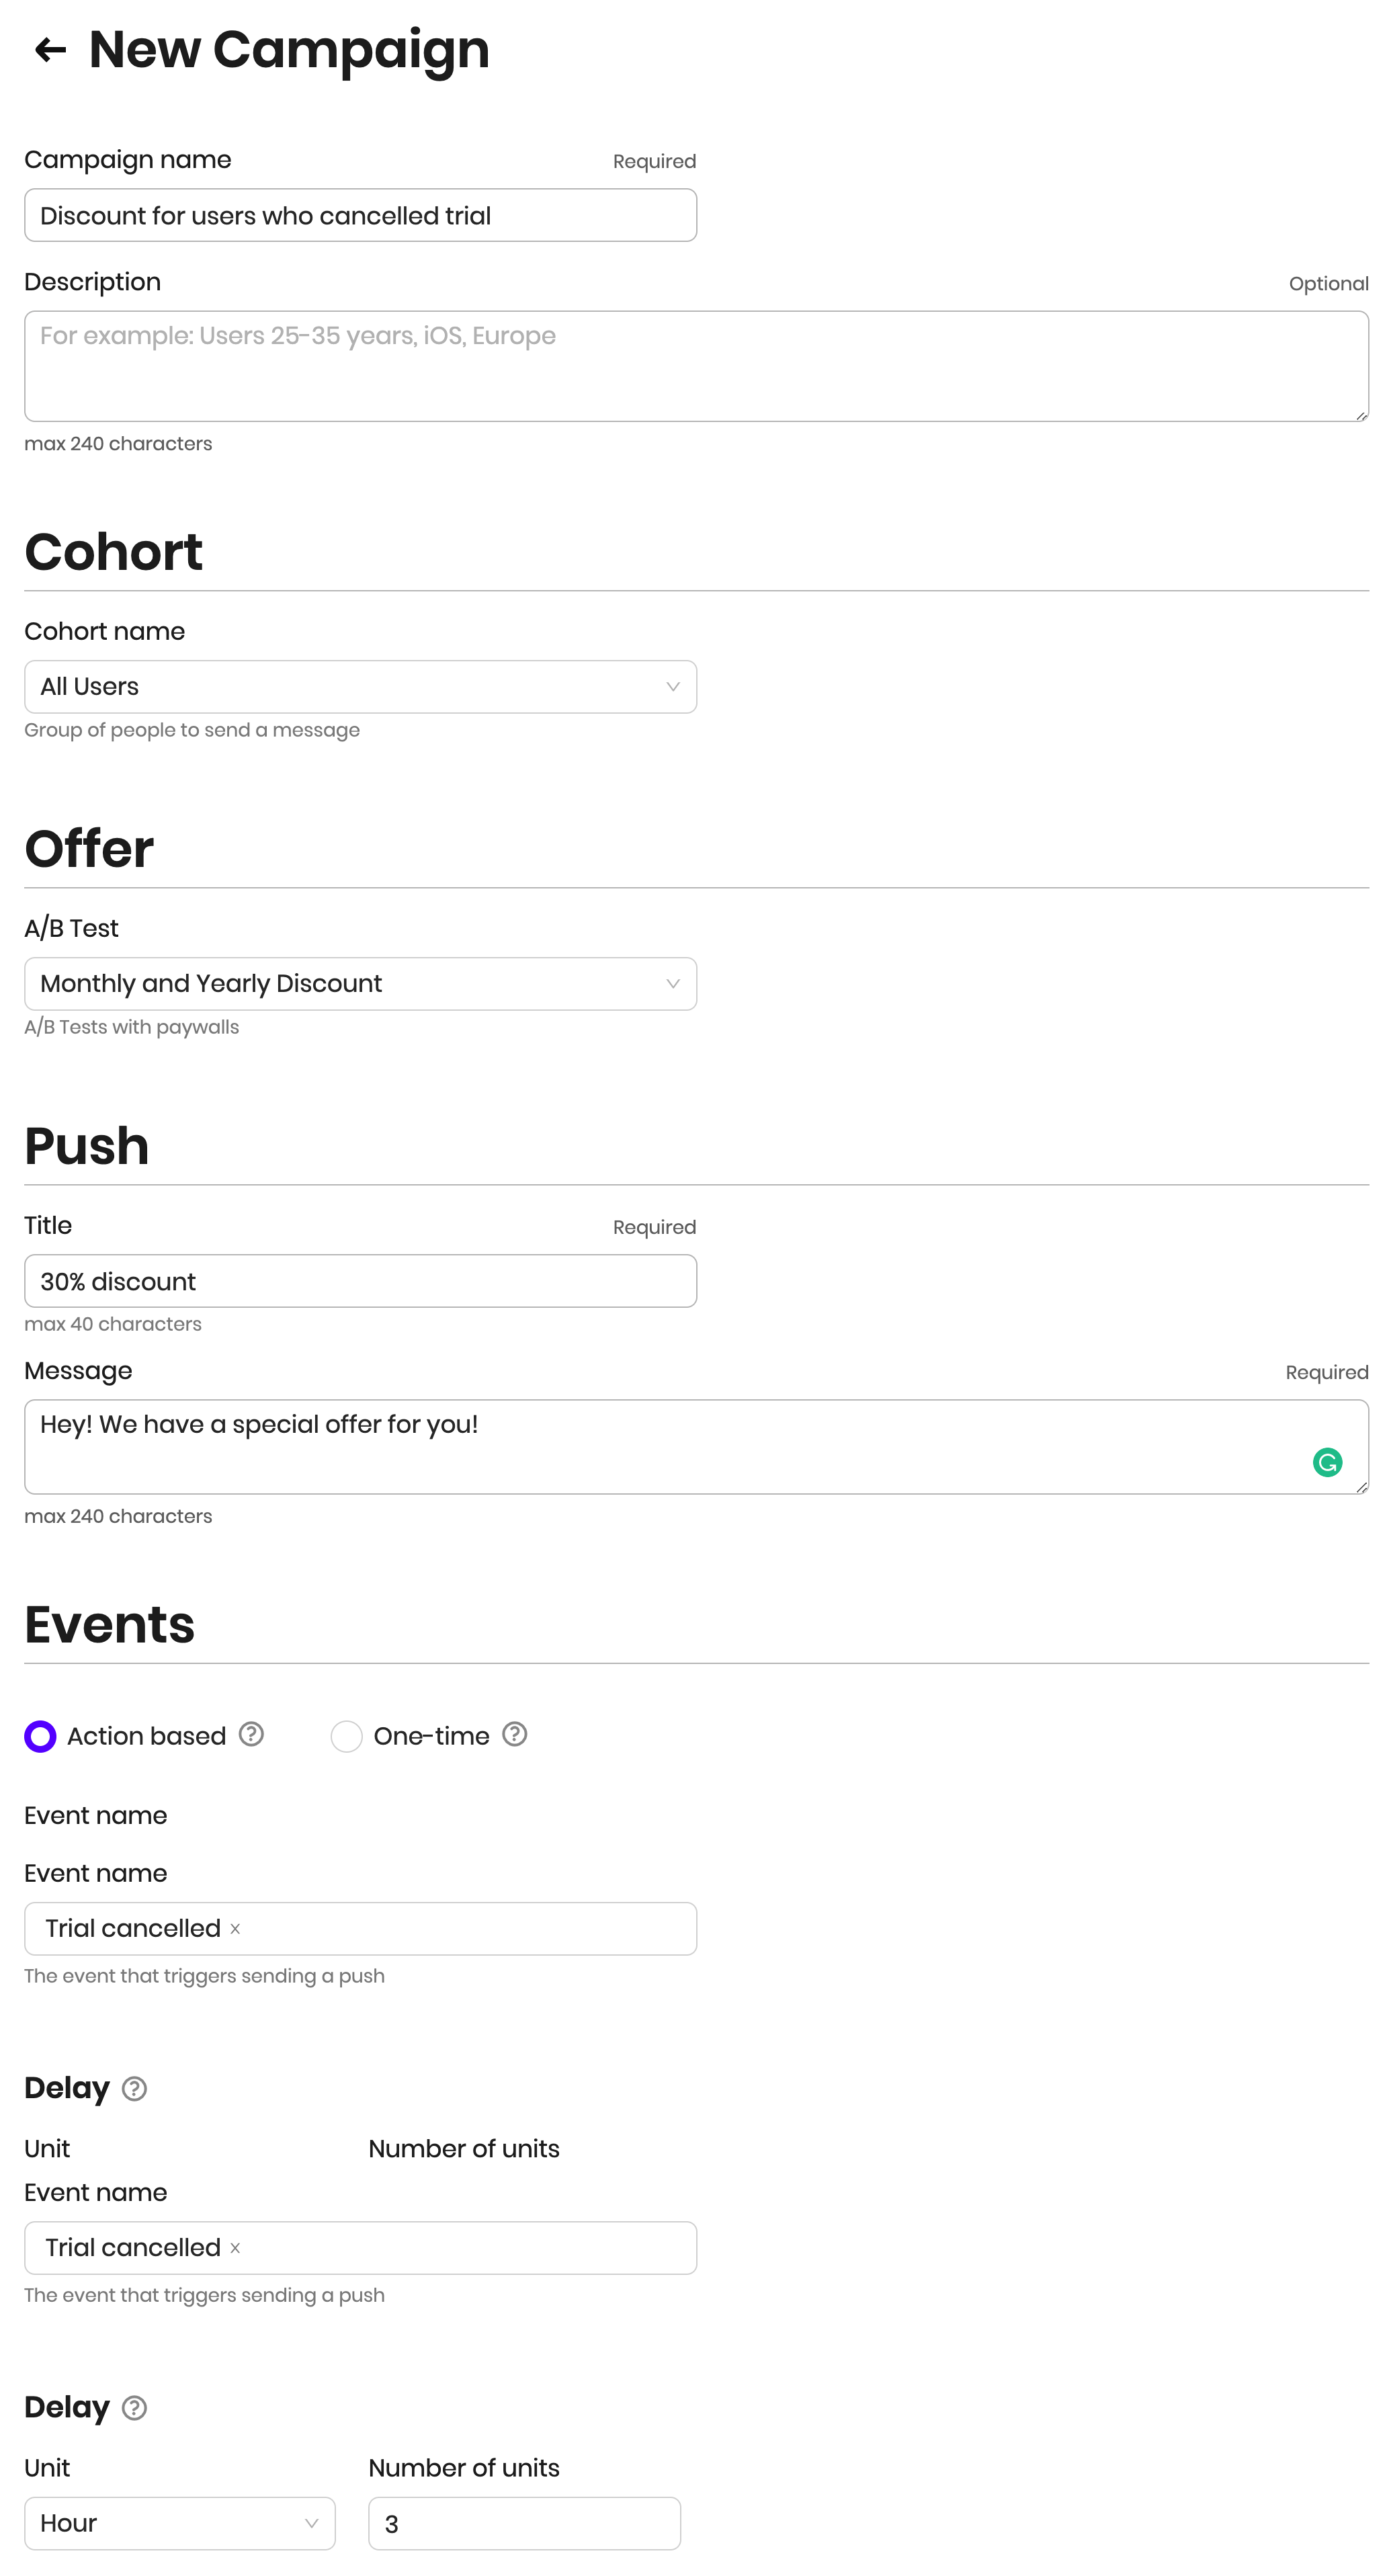 New Campaign
Campaign name Required
Discount for users who cancelled trial
Description Optional
For example: Users 25-35 years, iOS, Europe
max 240 characters
Cohort
Cohort name
All Users
Group of people to send a message
Offer
A/B Test
Monthly and Yearly Discount
A/B Tests with paywalls
Push
Title Required
30% discount
max 40 characters
Message Required
Hey! We have a special offer for you!
max 240 characters
Events
Action based ? One-time ?
Event name
Event name
Trial cancelled ×
The event that triggers sending a push
Delay ?
Unit Number of units
Event name
Trial cancelled ×
The event that triggers sending a push
Delay ?
Unit Number of units
Hour 3